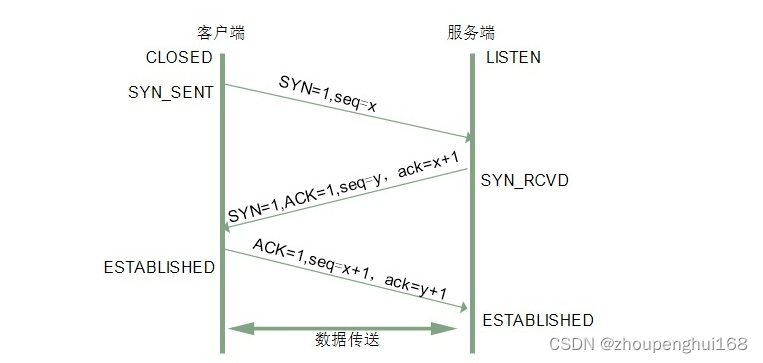 客户端
服务端
CLOSED
LISTEN
SYN_SENT
SYN=1,seq=x
SYN=1,ACK=1,seq=y, ack=x+1
SYN_RCVD
ACK=1,seq=x+1, ack=y+1
ESTABLISHED
ESTABLISHED
数据传送
CSDN @zhoupenghui168